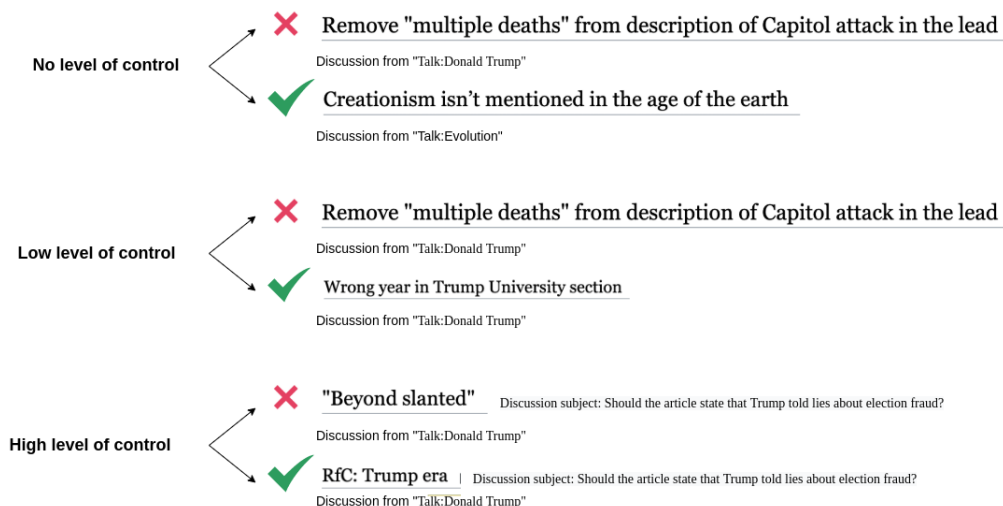 Remove "multiple deaths" from description of Capitol attack in the lead
No level of control
Discussion from "Talk:Donald Trump"
Creationism isn’t mentioned in the age of the earth
Discussion from "Talk:Evolution"
Remove "multiple deaths" from description of Capitol attack in the lead
Low level of control
Discussion from "Talk:Donald Trump"
Wrong year in Trump University section
Discussion from "Talk:Donald Trump"
"Beyond slanted" Discussion subject: Should the article state that Trump told lies about election fraud?
High level of control
Discussion from "Talk:Donald Trump"
RfC: Trump era | Discussion subject: Should the article state that Trump told lies about election fraud?
Discussion from "Talk:Donald Trump"